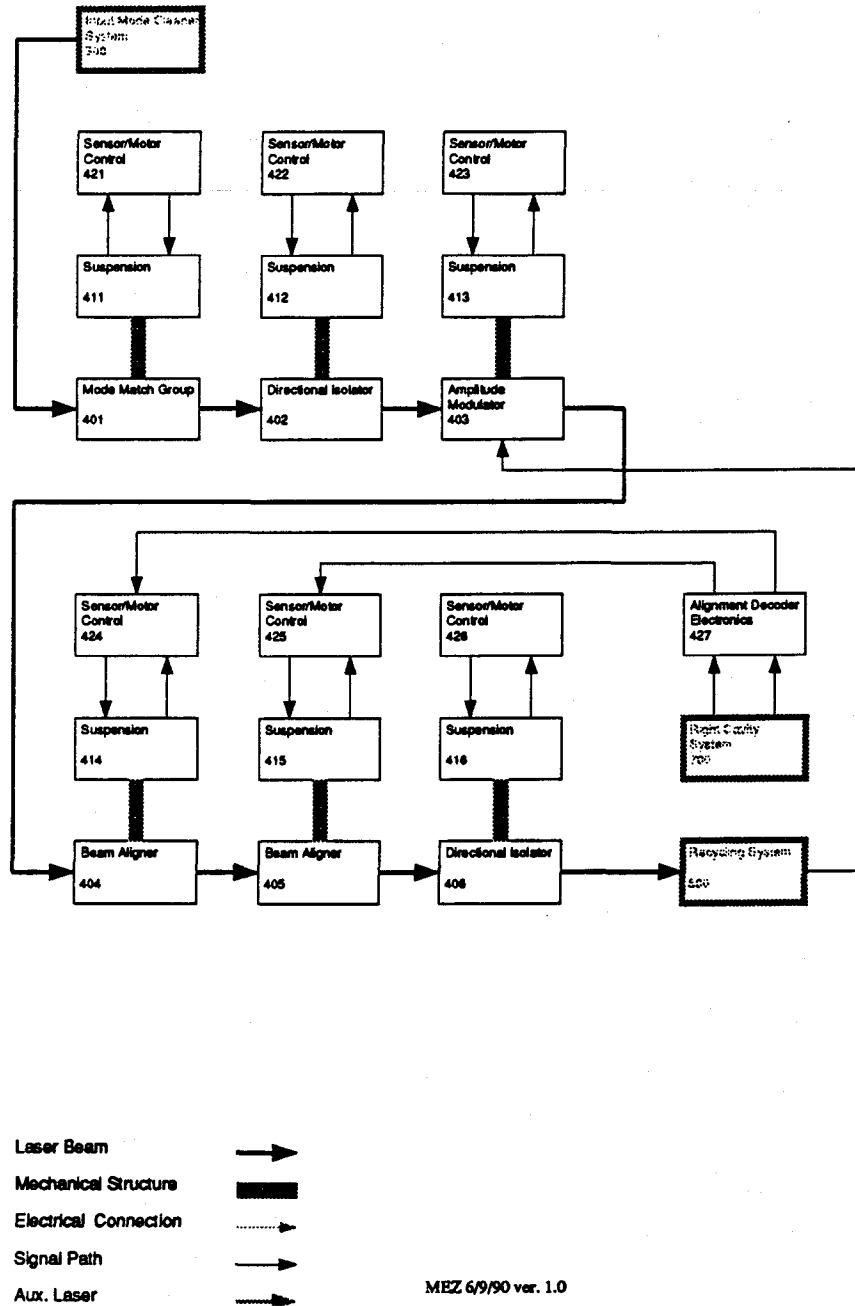 Input Mode Cleaner
System
Sensor/Motor
Control
421
Sensor/Motor
Control
422
Sensor/Motor
Control
423
Suspension
411
Suspension
412
Suspension
413
Mode Match Group
401
Directional Isolator
402
Amplitude
Modulator
403
Sensor/Motor
Control
424
Sensor/Motor
Control
425
Sensor/Motor
Control
426
Alignment Decoder
Electronics
427
Suspension
414
Suspension
415
Suspension
416
Right Cavity
System
700
Beam Aligner
404
Beam Aligner
405
Directional Isolator
406
Recycling System
Laser Beam
Mechanical Structure
Electrical Connection
Signal Path
Aux. Laser
MEZ 6/9/90 ver. 1.0